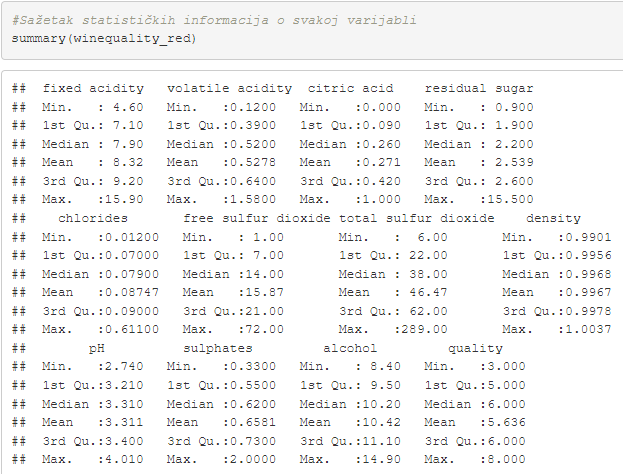 #Sažetak statističkih informacija o svakoj varijabli
summary(winequality_red)
##  fixed acidity   volatile acidity  citric acid    residual sugar
##  Min.   : 4.60   Min.   :0.1200   Min.   :0.000   Min.   : 0.900
##  1st Qu.: 7.10   1st Qu.:0.3900   1st Qu.:0.090   1st Qu.: 1.900
##  Median : 7.90   Median :0.5200   Median :0.260   Median : 2.200
##  Mean   : 8.32   Mean   :0.5278   Mean   :0.271   Mean   : 2.539
##  3rd Qu.: 9.20   3rd Qu.:0.6400   3rd Qu.:0.420   3rd Qu.: 2.600
##  Max.   :15.90   Max.   :1.5800   Max.   :1.000   Max.   :15.500
##    chlorides       free sulfur dioxide total sulfur dioxide    density
##  Min.   :0.01200   Min.   : 1.00       Min.   :  6.00       Min.   :0.9901
##  1st Qu.:0.07000   1st Qu.: 7.00       1st Qu.: 22.00       1st Qu.:0.9956
##  Median :0.07900   Median :14.00       Median : 38.00       Median :0.9968
##  Mean   :0.08747   Mean   :15.87       Mean   : 46.47       Mean   :0.9967
##  3rd Qu.:0.09000   3rd Qu.:21.00       3rd Qu.: 62.00       3rd Qu.:0.9978
##  Max.   :0.61100   Max.   :72.00       Max.   :289.00       Max.   :1.0037
##        pH          sulphates         alcohol         quality
##  Min.   :2.740   Min.   :0.3300   Min.   : 8.40   Min.   :3.000
##  1st Qu.:3.210   1st Qu.:0.5500   1st Qu.: 9.50   1st Qu.:5.000
##  Median :3.310   Median :0.6200   Median :10.20   Median :6.000
##  Mean   :3.311   Mean   :0.6581   Mean   :10.42   Mean   :5.636
##  3rd Qu.:3.400   3rd Qu.:0.7300   3rd Qu.:11.10   3rd Qu.:6.000
##  Max.   :4.010   Max.   :2.0000   Max.   :14.90   Max.   :8.000